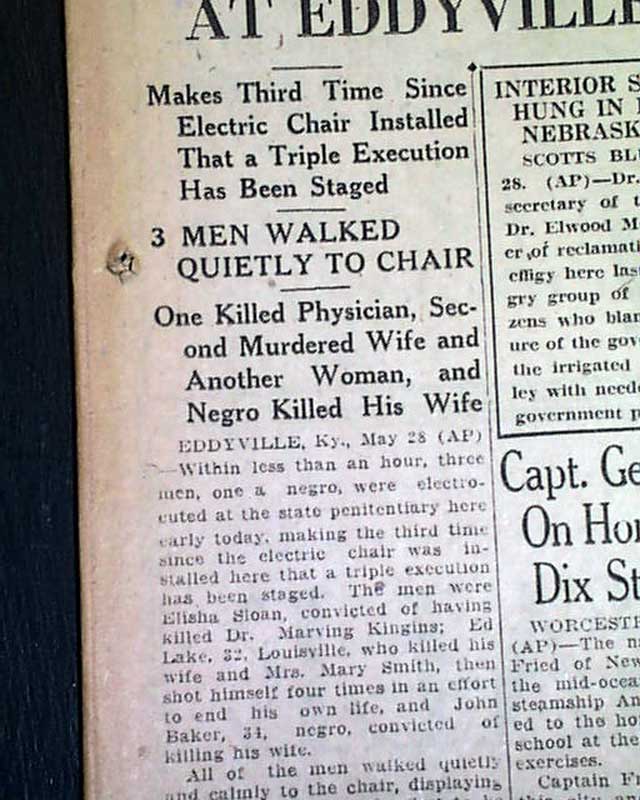 AT EDDYVILLE
Makes Third Time Since
Electric Chair Installed
That a Triple Execution
Has Been Staged
3 MEN WALKED
QUIETLY TO CHAIR
One Killed Physician, Sec-
ond Murdered Wife and
Another Woman, and
Negro Killed His Wife
EDDYVILLE, Ky., May 28 (AP)
—Within less than an hour, three
men, one a negro, were electro-
cuted at the state penitentiary here
early today, making the third time
since the electric chair was in-
stalled here that a triple execution
has been staged. The men were
Elisha Sloan, convicted of having
killed Dr. Marving Kingins; Ed
Lake, 32, Louisville, who killed his
wife and Mrs. Mary Smith, then
shot himself four times in an effort
to end his own life, and John
Baker, 34, negro, convicted of
killing his wife.
All of the men walked quietly
and calmly to the chair, displaying
INTERIOR S
HUNG IN
NEBRASK
SCOTTS BL
28. (AP)—Dr.
secretary of t
Dr. Elwood M
er of reclamati
effigy here las
gry group of
zens who blam
ure of the gov
the irrigated
ley with neede
government p
Capt. Ge
On Ho
Dix St
WORCESTE
(AP)—The n
Fried of New
the mid-ocea
steamship An
ed to the ho
school at the
exercises.
Captain F